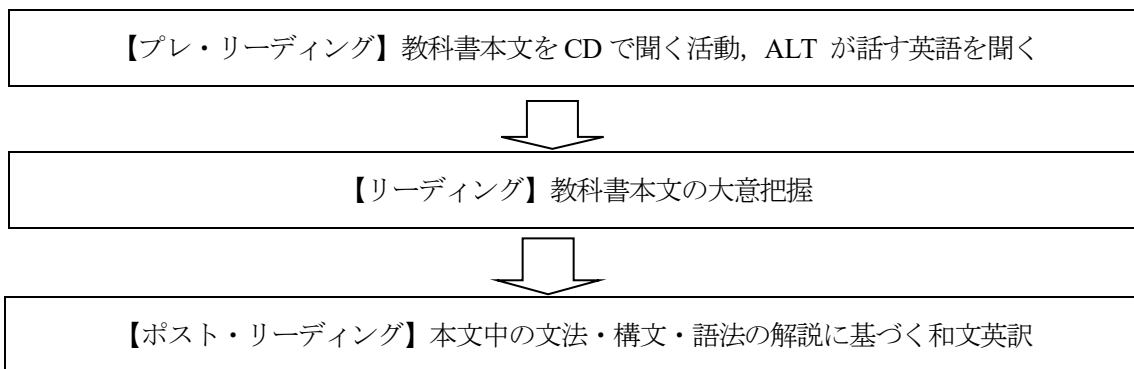 【プレ・リーディング】教科書本文を CD で聞く活動，ALT が話す英語を聞く
【リーディング】教科書本文の大意把握
【ポスト・リーディング】本文中の文法・構文・語法の解説に基づく和文英訳